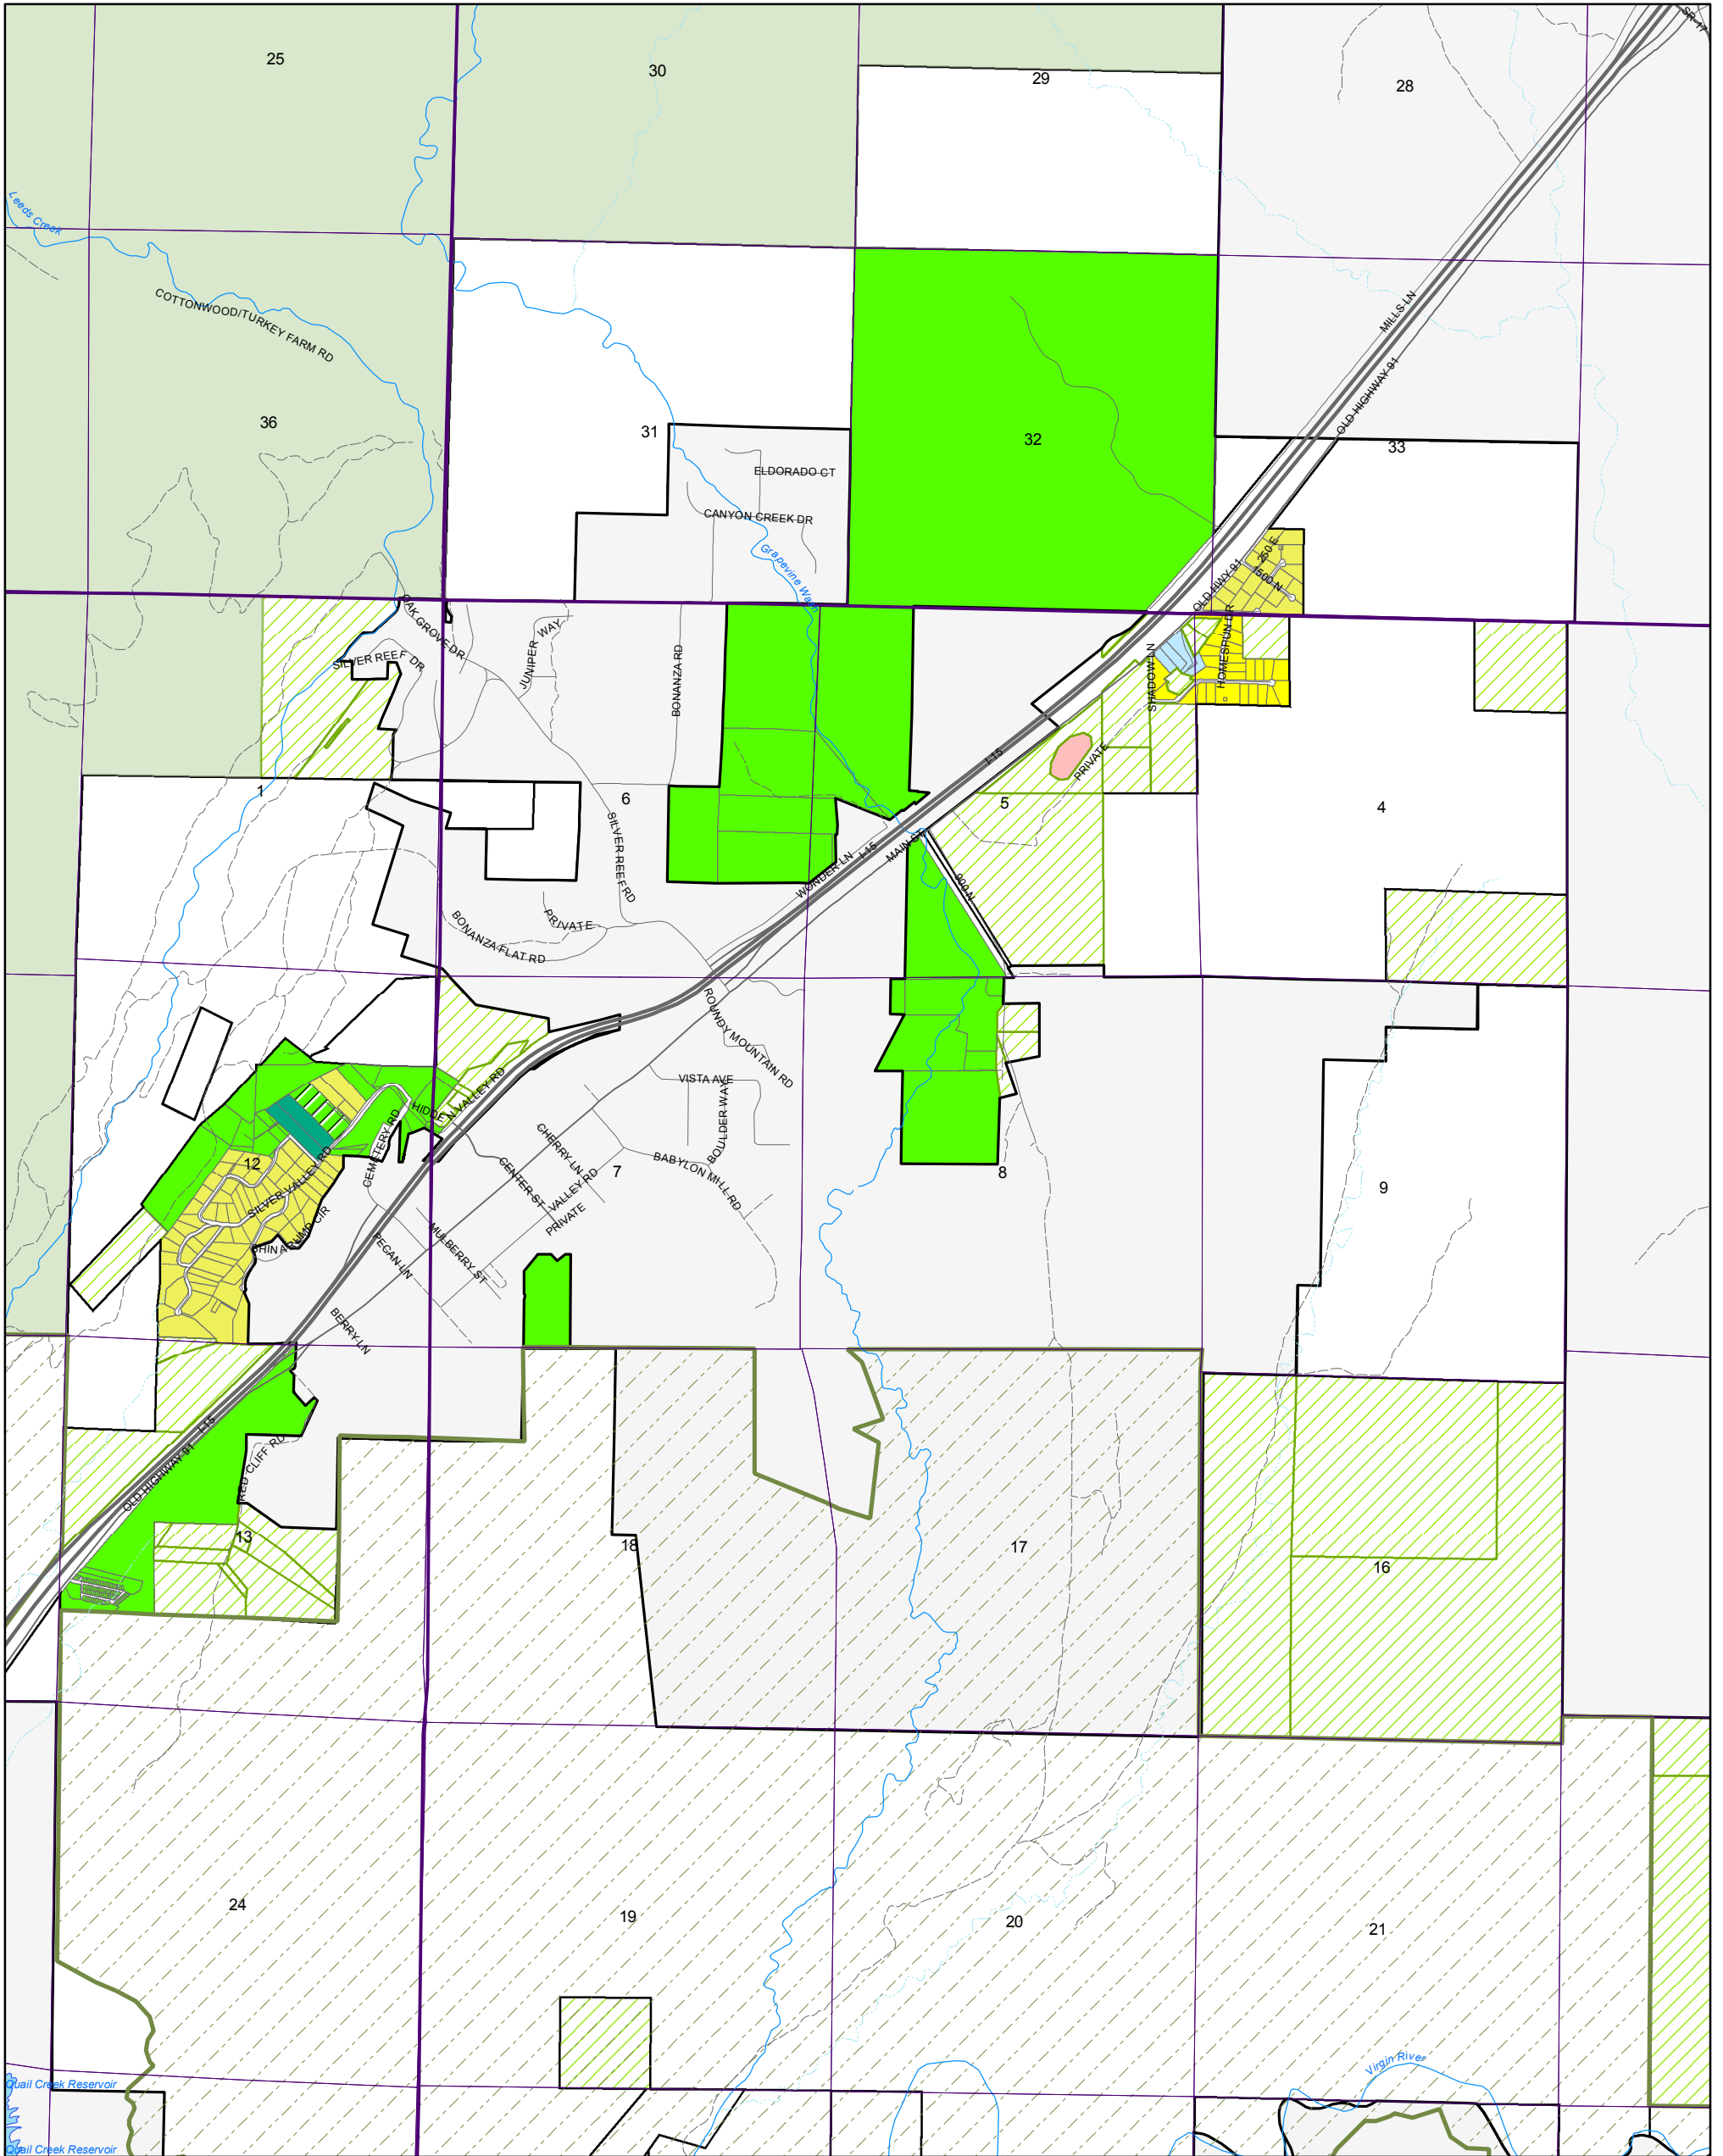 SR-17
25
30
29
28
Leeds Creek
COTTONWOOD/TURKEY FARM RD
MILLS LN
OLD HIGHWAY 91
36
31
32
33
ELDORADO CT
CANYON CREEK DR
Grapevine Wash
250 E
1500 N
OLD HWY 91
OAK GROVE DR
SILVER REEF DR
JUNIPER WAY
BONANZA RD
SHADOW LN
HOMESPUN DR
I-15
PRIVATE
1
6
5
4
SILVER REEF RD
WONDER LN
I-15
MAIN ST
900 N
BONANZA FLAT RD
PRIVATE
ROUNDY MOUNTAIN RD
VISTA AVE
BOULDER WAY
HIDDEN VALLEY RD
CEMETERY RD
CHERRY LN
CENTER ST
VALLEY RD
PRIVATE
BABYLON MILL RD
12
7
8
9
SILVER VALLEY RD
SHINARUMP CIR
PECAN LN
MULBERRY ST
BERRY LN
I-15
OLD HIGHWAY 91
RED CLIFF RD
13
18
17
16
24
19
20
21
Virgin River
Quail Creek Reservoir
Quail Creek Reservoir